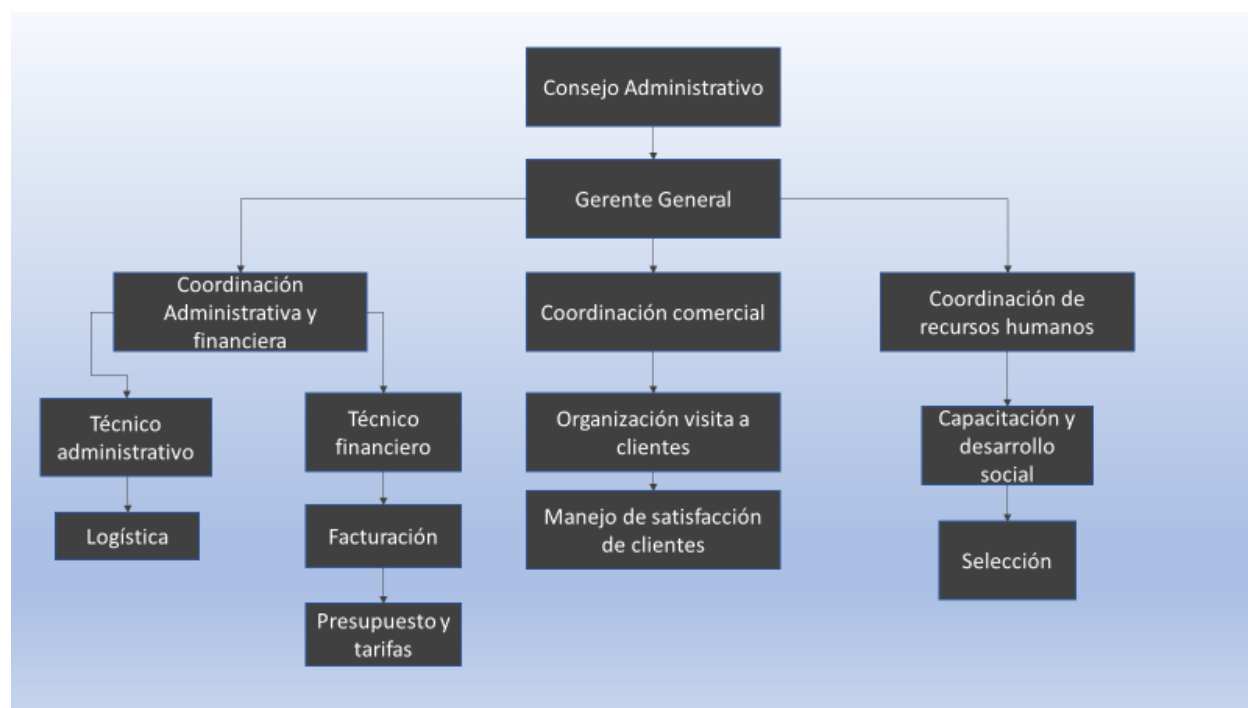 Consejo Administrativo
Gerente General
Coordinación
Administrativa y
financiera
Coordinación comercial
Coordinación de
recursos humanos
Técnico
administrativo
Técnico
financiero
Organización visita a
clientes
Capacitación y
desarrollo
social
Logística
Facturación
Manejo de satisfacción
de clientes
Selección
Presupuesto y
tarifas